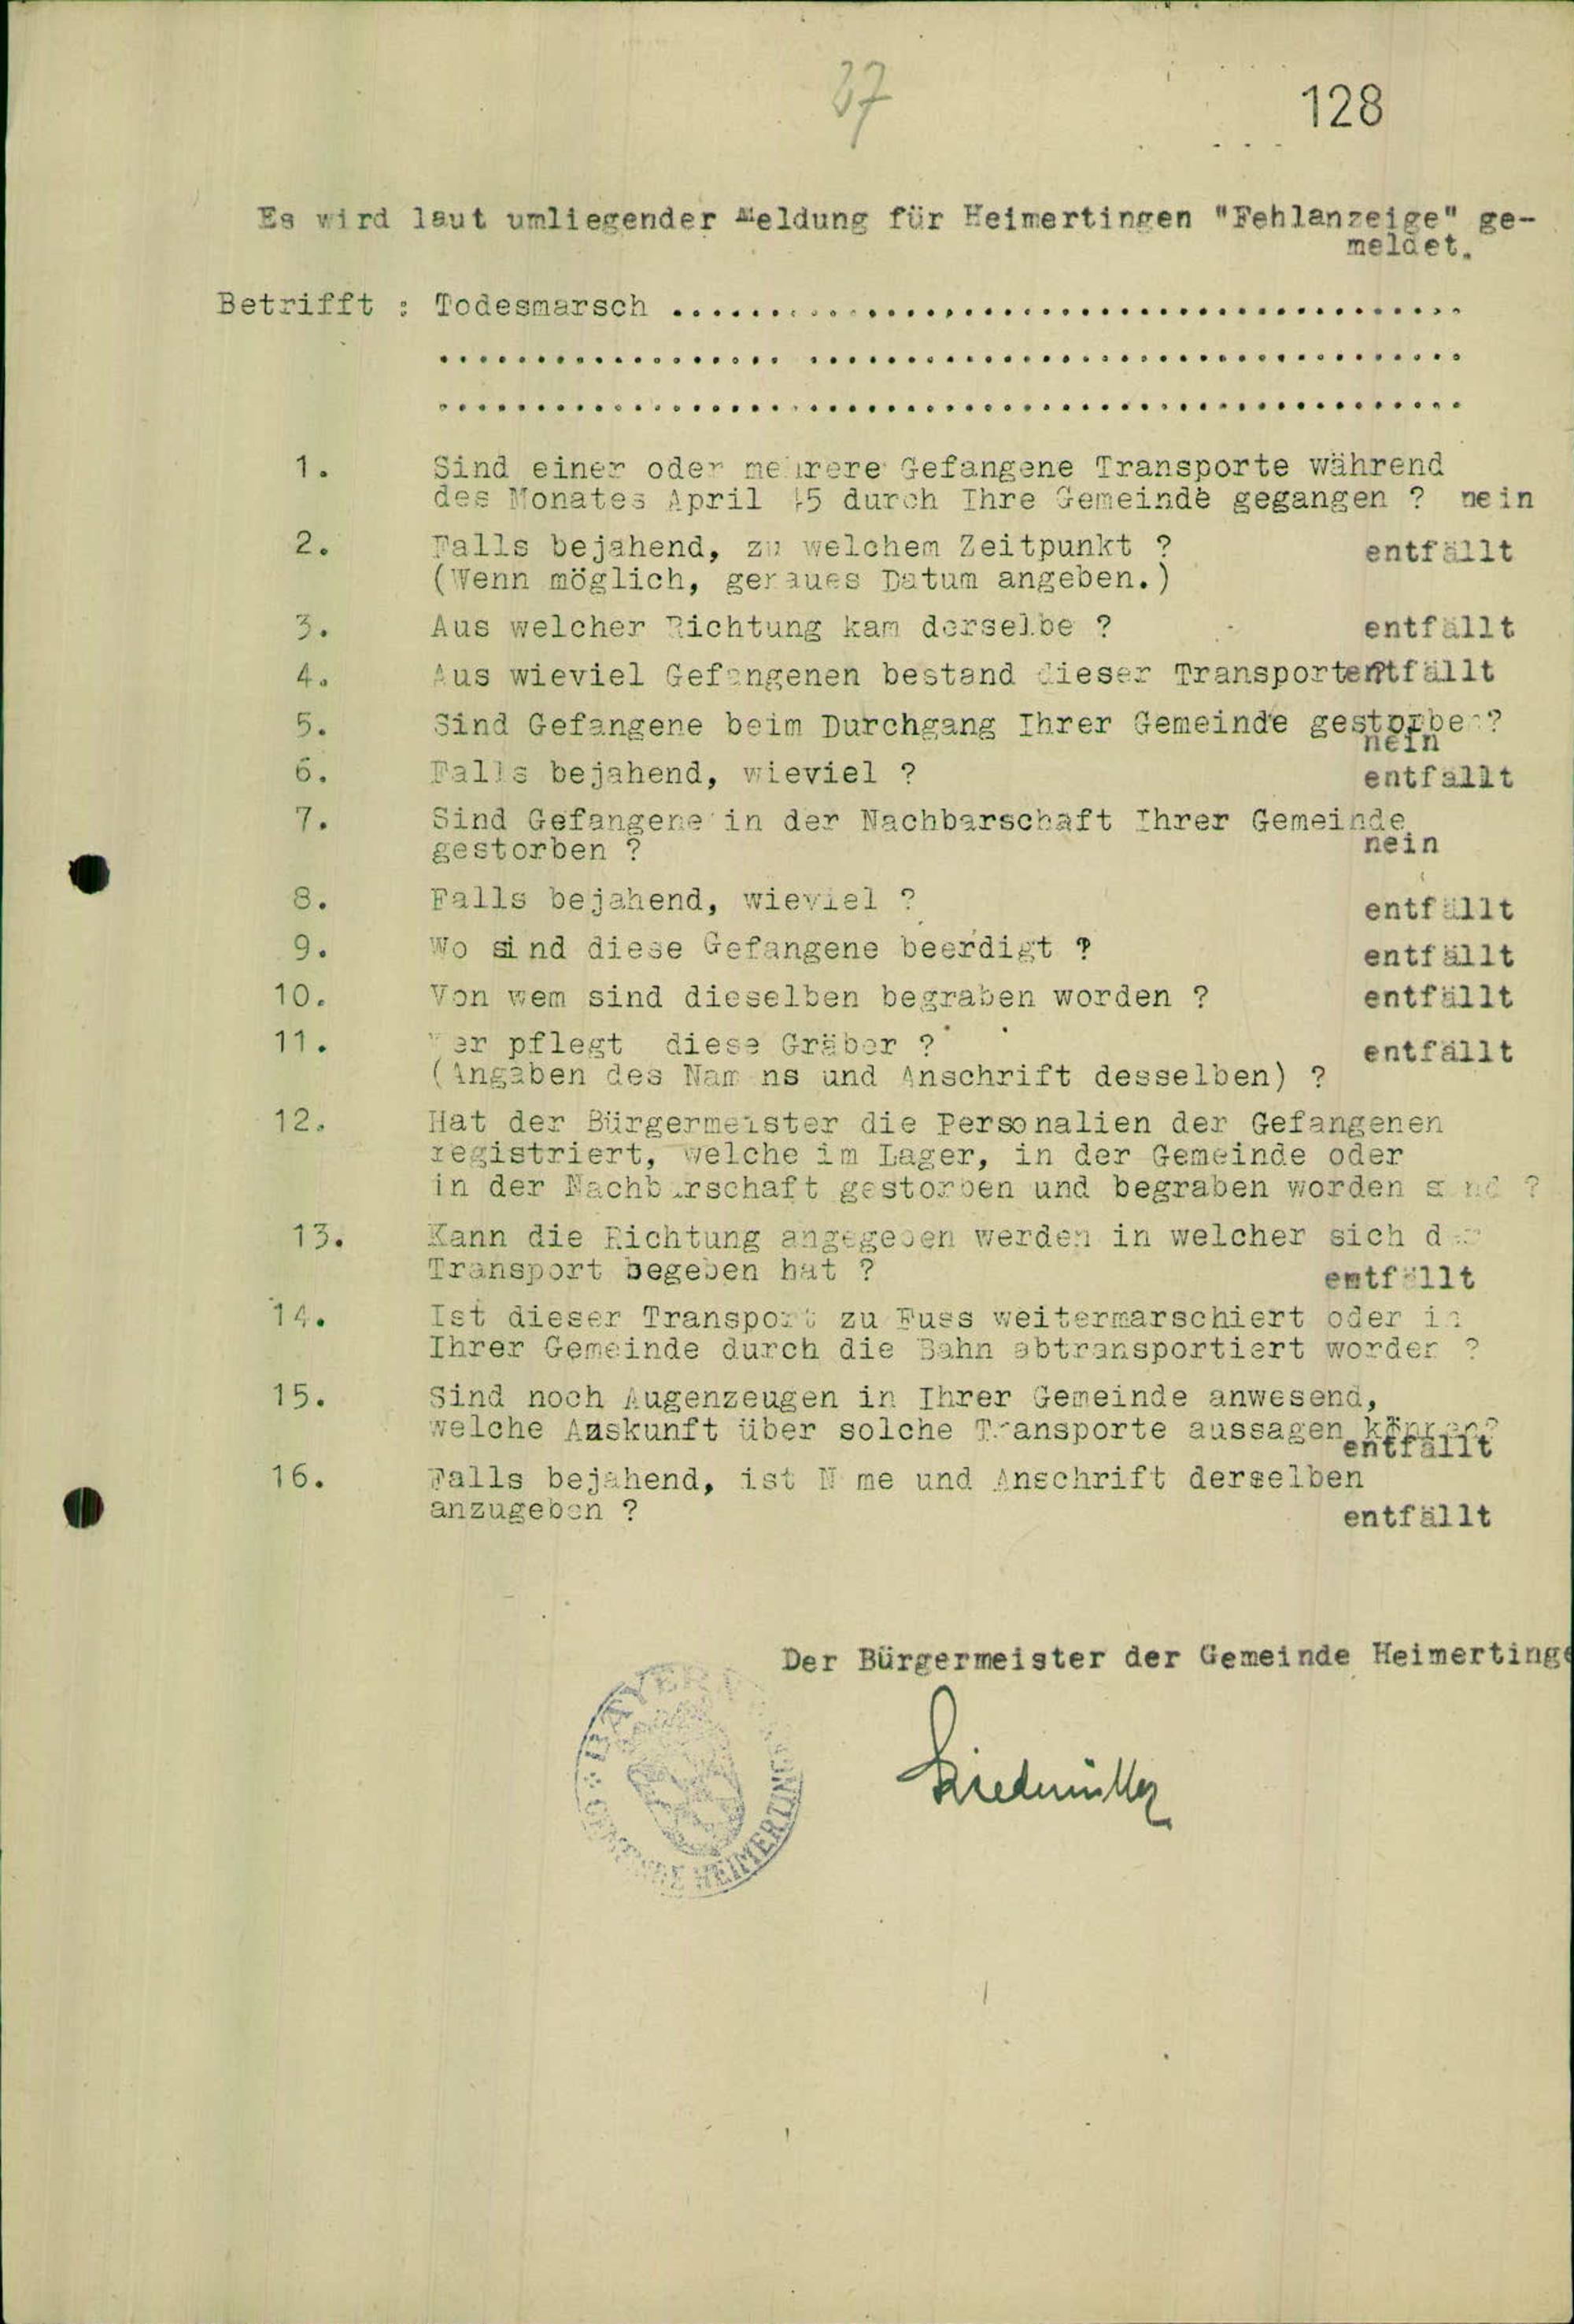 37
128
Es wird laut umliegender Meldung für Heimertingen "Fehlanzeige" ge-
meldet.
Betrifft : Todesmarsch ..........................................
.....................................................
.....................................................
1. Sind einer oder mehrere Gefangene Transporte während
des Monates April 45 durch Ihre Gemeinde gegangen ? nein
2. Falls bejahend, zu welchem Zeitpunkt ? entfällt
(Wenn möglich, genaues Datum angeben.)
3. Aus welcher Richtung kam derselbe ? entfällt
4. Aus wieviel Gefangenen bestand dieser Transport entfällt
5. Sind Gefangene beim Durchgang Ihrer Gemeinde gestorben?
nein
6. Falls bejahend, wieviel ? entfällt
7. Sind Gefangene in der Nachbarschaft Ihrer Gemeinde
gestorben ? nein
8. Falls bejahend, wieviel ? entfällt
9. Wo sind diese Gefangene beerdigt ? entfällt
10. Von wem sind dieselben begraben worden ? entfällt
11. Wer pflegt diese Gräber ? entfällt
(Angaben des Namens und Anschrift desselben) ?
12. Hat der Bürgermeister die Personalien der Gefangenen
registriert, welche im Lager, in der Gemeinde oder
in der Nachbarschaft gestorben und begraben worden sind ?
13. Kann die Richtung angegeben werden in welcher sich der
Transport begeben hat ? entfällt
14. Ist dieser Transport zu Fuss weitermarschiert oder in
Ihrer Gemeinde durch die Bahn abtransportiert worden ?
15. Sind noch Augenzeugen in Ihrer Gemeinde anwesend,
welche Auskunft über solche Transporte aussagen können?
entfällt
16. Falls bejahend, ist Name und Anschrift derselben
anzugeben ? entfällt
Der Bürgermeister der Gemeinde Heimertinge
HEIMERTING